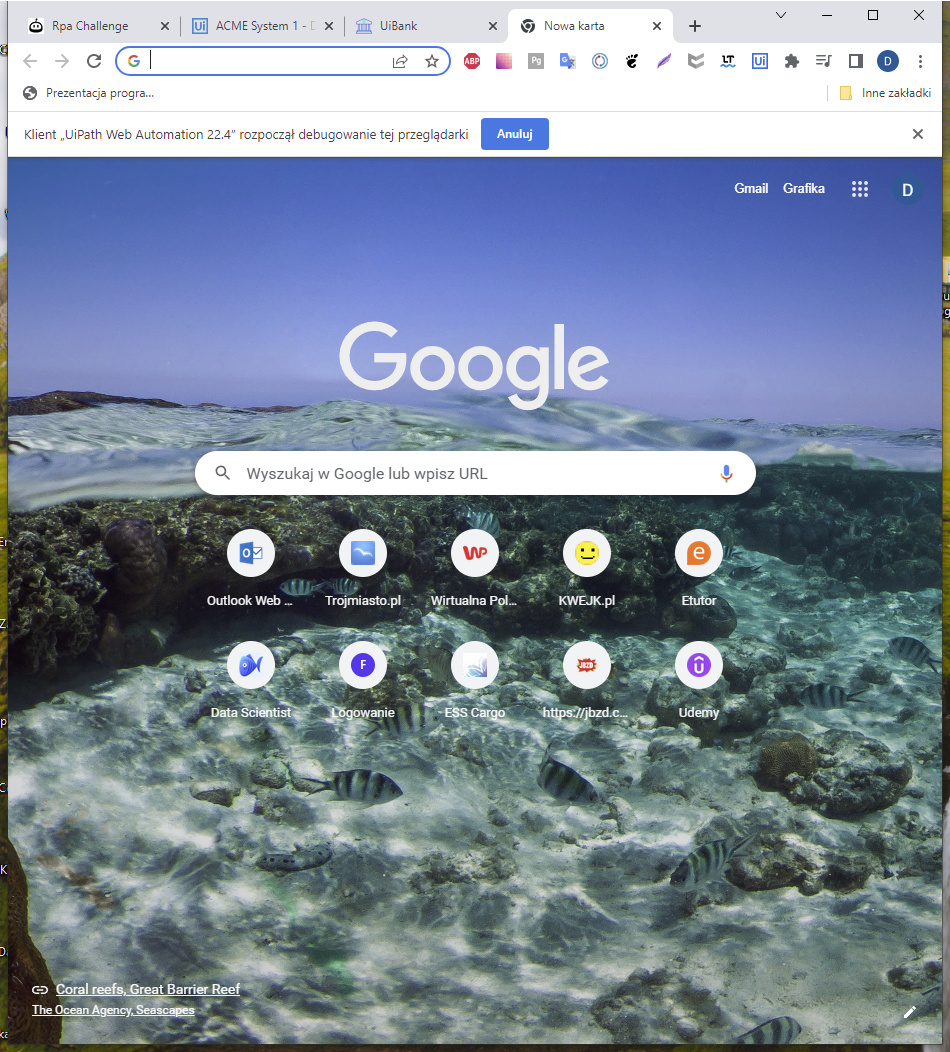 Rpa Challenge
ACME System 1 - D
UiBank
Nowa karta
ABP
Pg
LT
Ui
D
Prezentacja progra...
Inne zakładki
Klient „UiPath Web Automation 22.4” rozpoczął debugowanie tej przeglądarki
Anuluj
Gmail
Grafika
D
Google
Wyszukaj w Google lub wpisz URL
Outlook Web ...
Trojmiasto.pl
Wirtualna Pol...
KWEJK.pl
Etutor
F
JBZD
Data Scientist
Logowanie
ESS Cargo
https://jbzd.c...
Udemy
Coral reefs, Great Barrier Reef
The Ocean Agency, Seascapes